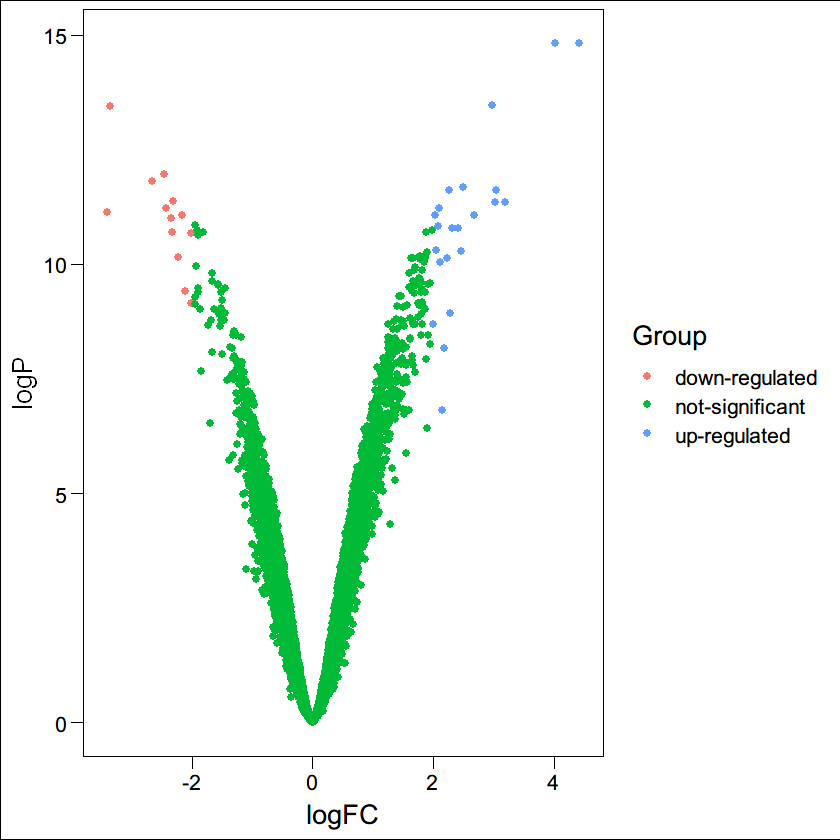 15
10
5
0
logP
-2
0
2
4
logFC
Group
down-regulated
not-significant
up-regulated